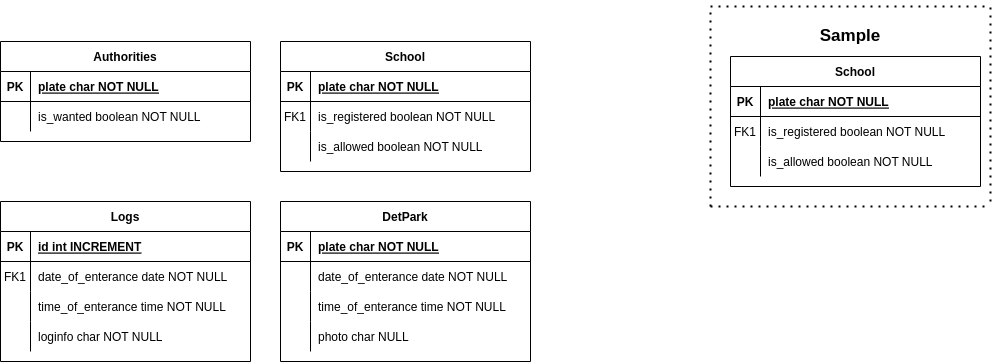 Authorities
PK plate char NOT NULL
is_wanted boolean NOT NULL
School
PK plate char NOT NULL
FK1 is_registered boolean NOT NULL
is_allowed boolean NOT NULL
Sample
School
PK plate char NOT NULL
FK1 is_registered boolean NOT NULL
is_allowed boolean NOT NULL
Logs
PK id int INCREMENT
FK1 date_of_enterance date NOT NULL
time_of_enterance time NOT NULL
loginfo char NOT NULL
DetPark
PK plate char NOT NULL
date_of_enterance date NOT NULL
time_of_enterance time NOT NULL
photo char NULL